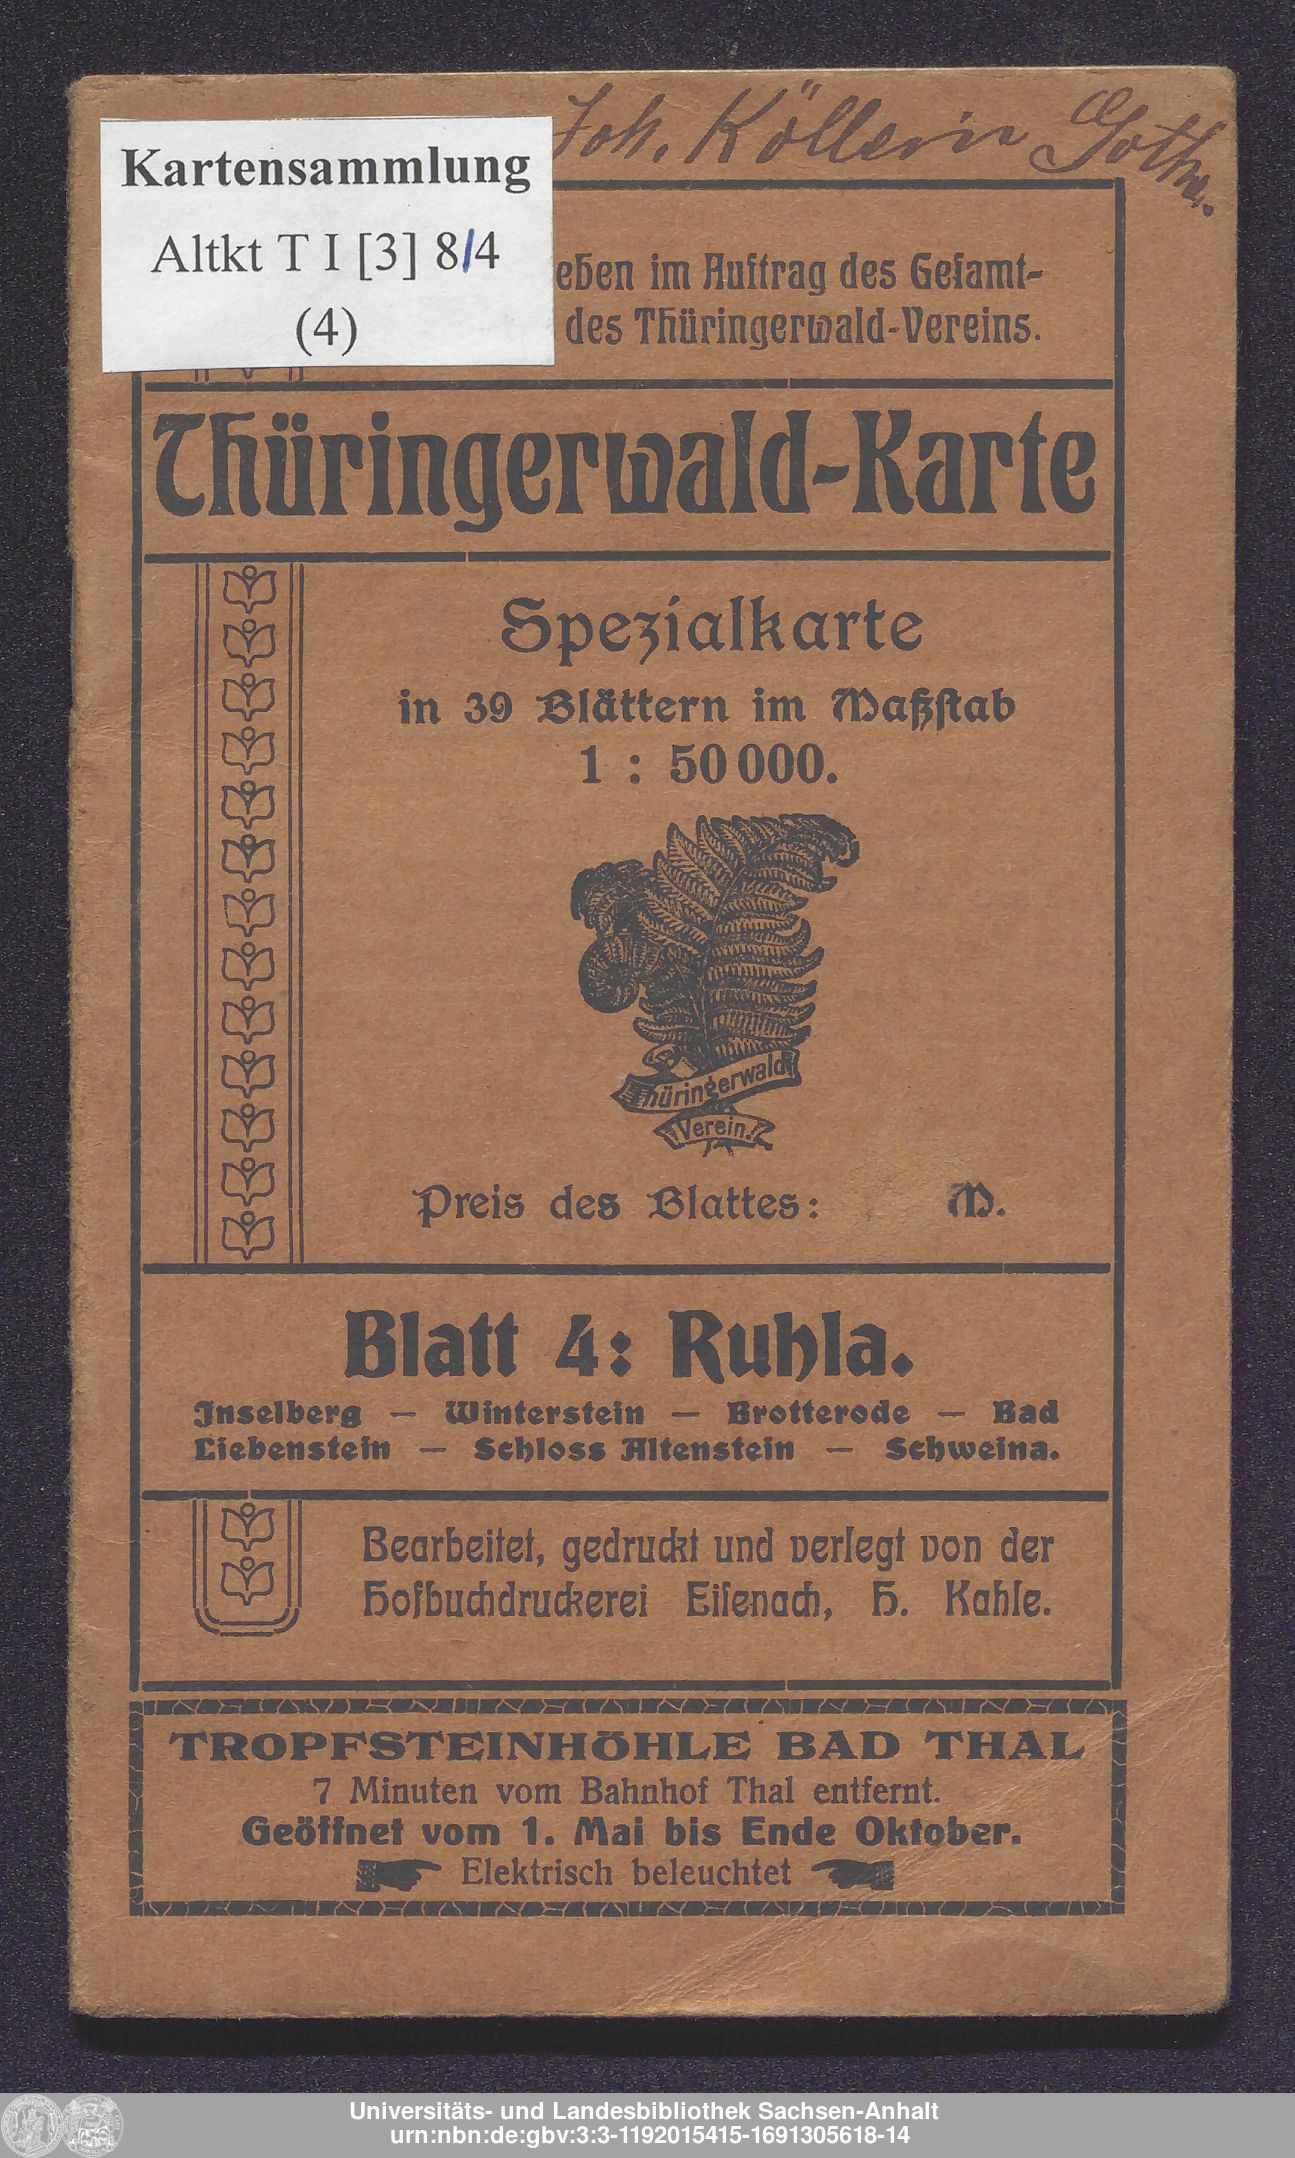 Joh. Köllerin Gotha.
Kartensammlung
Altkt T I [3] 8/4
(4)
eben im Auftrag des Gesamt-
des Thüringerwald-Vereins.
Thüringerwald-Karte
Spezialkarte
in 39 Blättern im Maßstab
1 : 50 000.
Thüringerwald
Verein.
Preis des Blattes: M.
Blatt 4: Ruhla.
Inselberg — Winterstein — Brotterode — Bad
Liebenstein — Schloss Altenstein — Schweina.
Bearbeitet, gedruckt und verlegt von der
Hofbuchdruckerei Eisenach, H. Kahle.
TROPFSTEINHÖHLE BAD THAL
7 Minuten vom Bahnhof Thal entfernt.
Geöffnet vom 1. Mai bis Ende Oktober.
Elektrisch beleuchtet
Universitäts- und Landesbibliothek Sachsen-Anhalt
urn:nbn:de:gbv:3:3-1192015415-1691305618-14